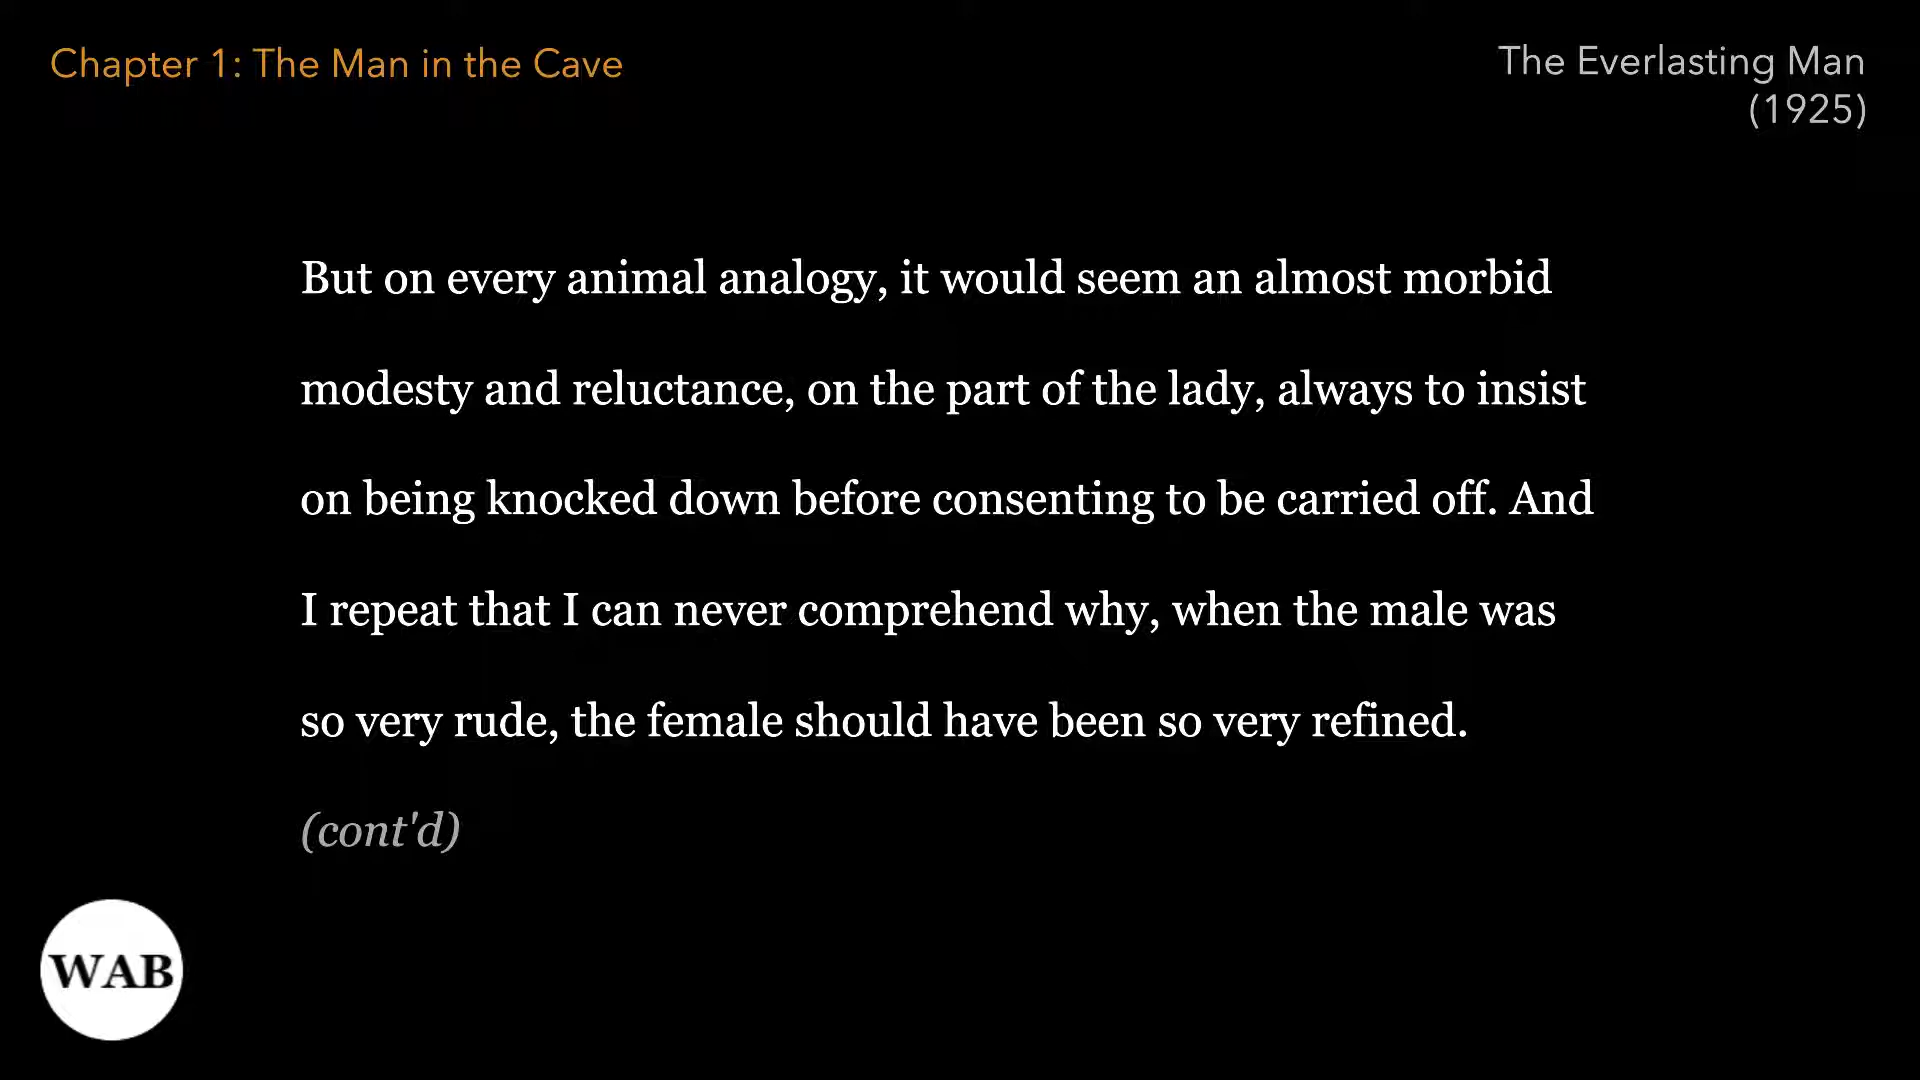 Chapter 1: The Man in the Cave
The Everlasting Man
(1925)
But on every animal analogy, it would seem an almost morbid
modesty and reluctance, on the part of the lady, always to insist
on being knocked down before consenting to be carried off. And
I repeat that I can never comprehend why, when the male was
so very rude, the female should have been so very refined.
(cont'd)
WAB